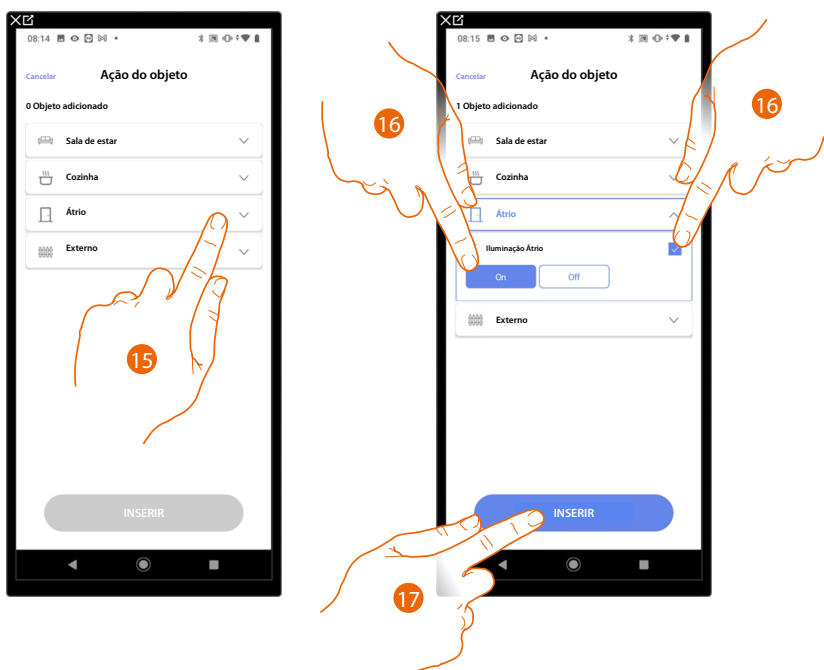 08:14
Cancelar Ação do objeto
0 Objeto adicionado
Sala de estar
Cozinha
Átrio
Externo
15
INSERIR
08:15
Cancelar Ação do objeto
1 Objeto adicionado
16
16
Sala de estar
Cozinha
Átrio
Iluminação Átrio
On Off
Externo
INSERIR
17